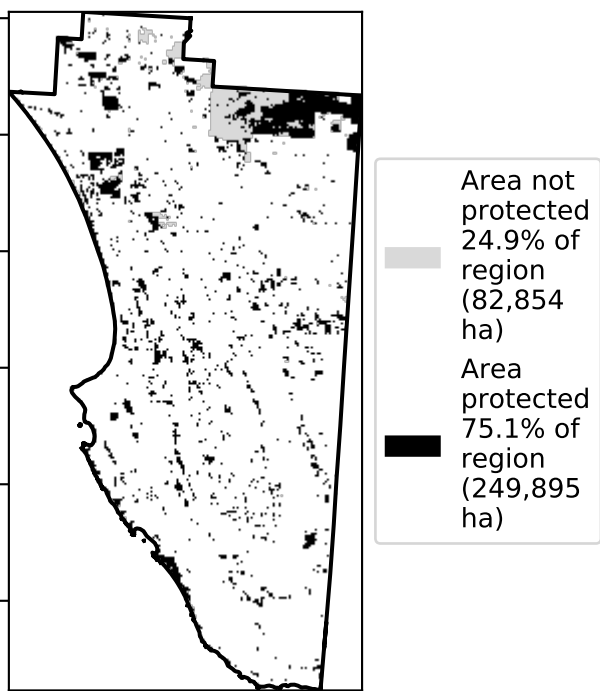 Area not
protected
24.9% of
region
(82,854
ha)
Area
protected
75.1% of
region
(249,895
ha)